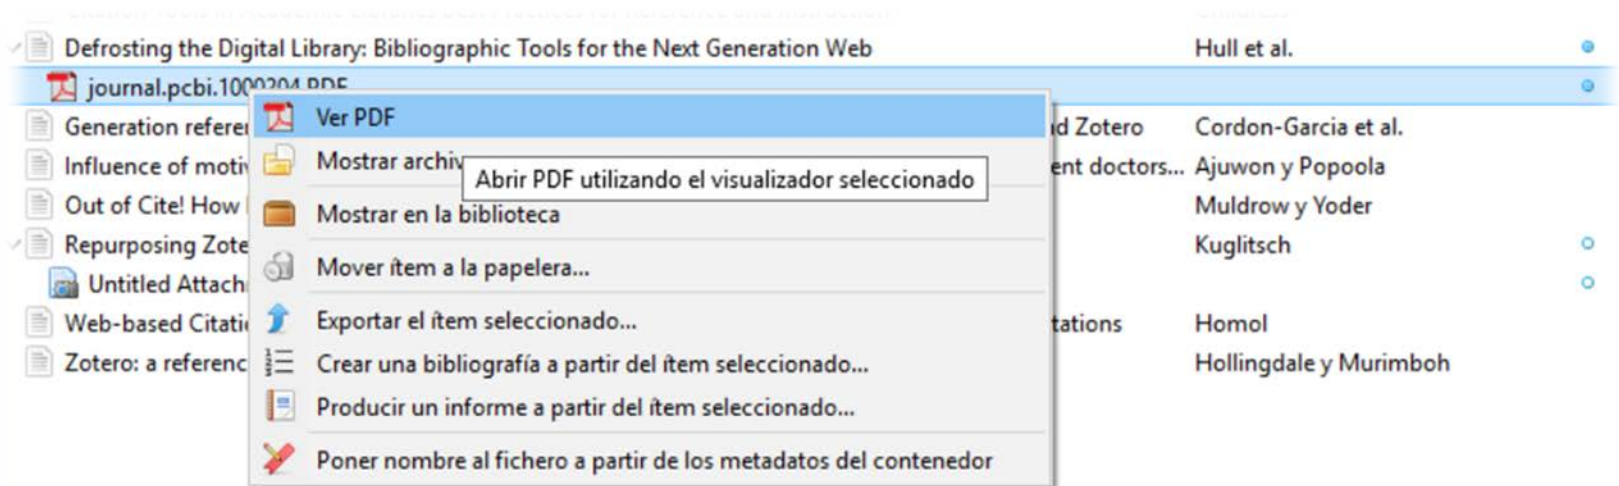 Defrosting the Digital Library: Bibliographic Tools for the Next Generation Web Hull et al.
journal.pcbi.1000204.PDF
Ver PDF
Generation refere d Zotero Cordon-Garcia et al.
Mostrar archiv
Influence of moti ent doctors... Ajuwon y Popoola
Abrir PDF utilizando el visualizador seleccionado
Out of Cite! How Muldrow y Yoder
Mostrar en la biblioteca
Repurposing Zote Kuglitsch
Mover ítem a la papelera...
Untitled Attach
Web-based Citati tations Homol
Exportar el ítem seleccionado...
Zotero: a referenc Hollingdale y Murimboh
Crear una bibliografía a partir del ítem seleccionado...
Producir un informe a partir del ítem seleccionado...
Poner nombre al fichero a partir de los metadatos del contenedor